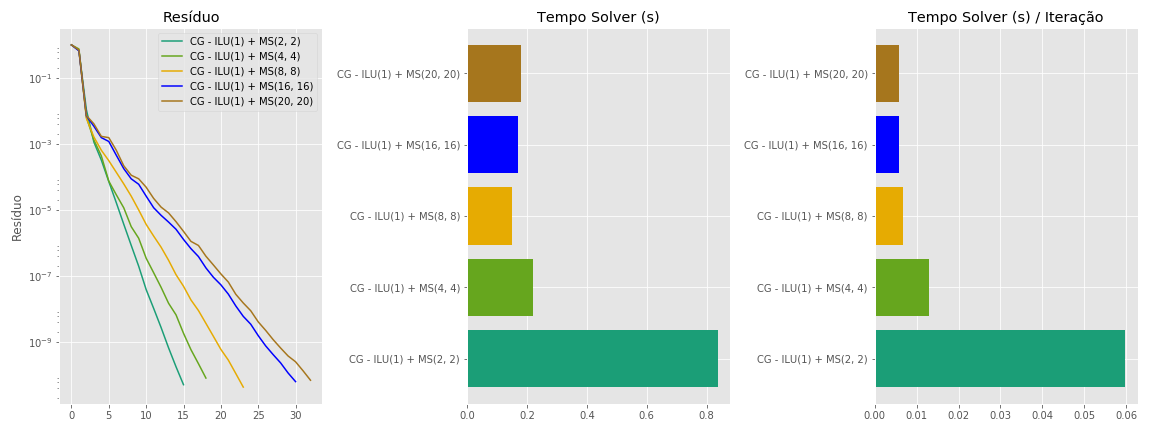 Resíduo
CG - ILU(1) + MS(2, 2)
CG - ILU(1) + MS(4, 4)
CG - ILU(1) + MS(8, 8)
CG - ILU(1) + MS(16, 16)
CG - ILU(1) + MS(20, 20)
Resíduo
10⁻¹
10⁻³
10⁻⁵
10⁻⁷
10⁻⁹
0 5 10 15 20 25 30
Tempo Solver (s)
CG - ILU(1) + MS(20, 20)
CG - ILU(1) + MS(16, 16)
CG - ILU(1) + MS(8, 8)
CG - ILU(1) + MS(4, 4)
CG - ILU(1) + MS(2, 2)
0.0 0.2 0.4 0.6 0.8
Tempo Solver (s) / Iteração
CG - ILU(1) + MS(20, 20)
CG - ILU(1) + MS(16, 16)
CG - ILU(1) + MS(8, 8)
CG - ILU(1) + MS(4, 4)
CG - ILU(1) + MS(2, 2)
0.00 0.01 0.02 0.03 0.04 0.05 0.06